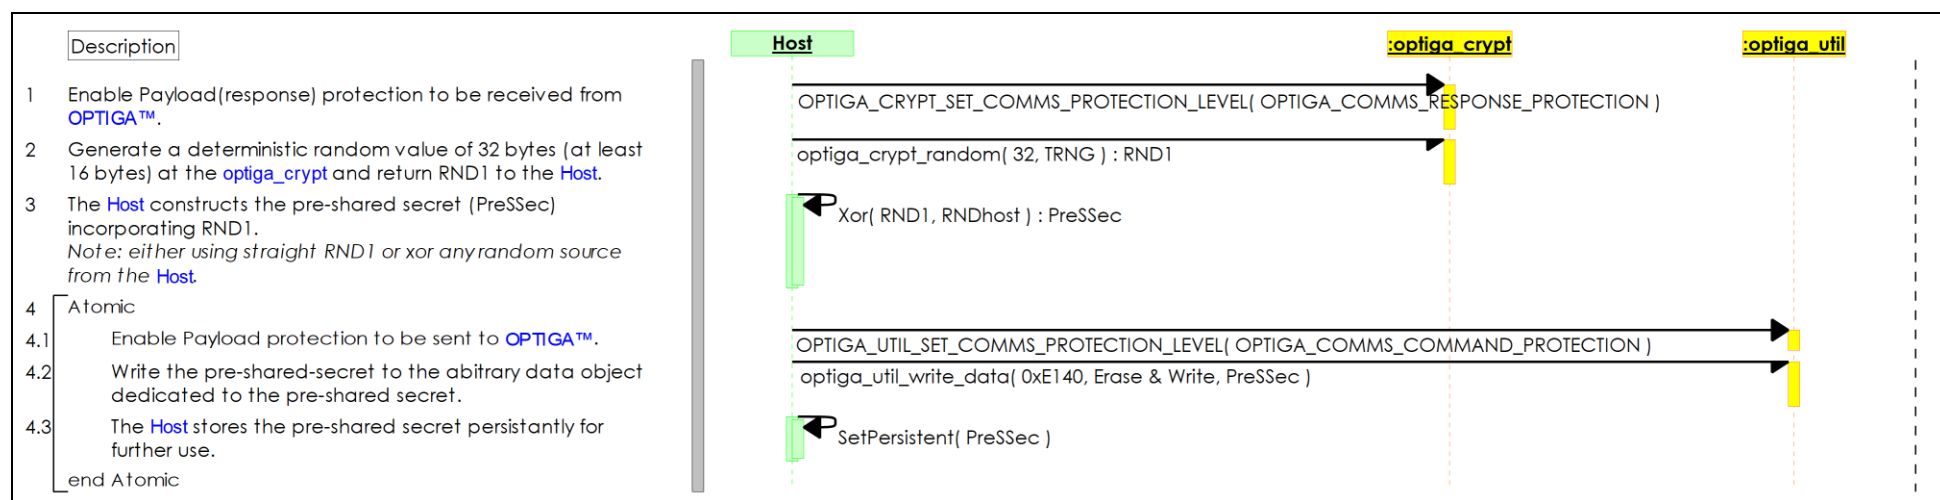 Description
Host
:optiga_crypt
:optiga_util
1 Enable Payload(response) protection to be received from
OPTIGA™.
OPTIGA_CRYPT_SET_COMMS_PROTECTION_LEVEL( OPTIGA_COMMS_RESPONSE_PROTECTION )
2 Generate a deterministic random value of 32 bytes (at least
16 bytes) at the optiga_crypt and return RND1 to the Host.
optiga_crypt_random( 32, TRNG ) : RND1
3 The Host constructs the pre-shared secret (PreSSec)
incorporating RND1.
Note: either using straight RND1 or xor any random source
from the Host.
Xor( RND1, RNDhost ) : PreSSec
4 Atomic
4.1 Enable Payload protection to be sent to OPTIGA™.
OPTIGA_UTIL_SET_COMMS_PROTECTION_LEVEL( OPTIGA_COMMS_COMMAND_PROTECTION )
4.2 Write the pre-shared-secret to the abitrary data object
dedicated to the pre-shared secret.
optiga_util_write_data( 0xE140, Erase & Write, PreSSec )
4.3 The Host stores the pre-shared secret persistantly for
further use.
SetPersistent( PreSSec )
end Atomic